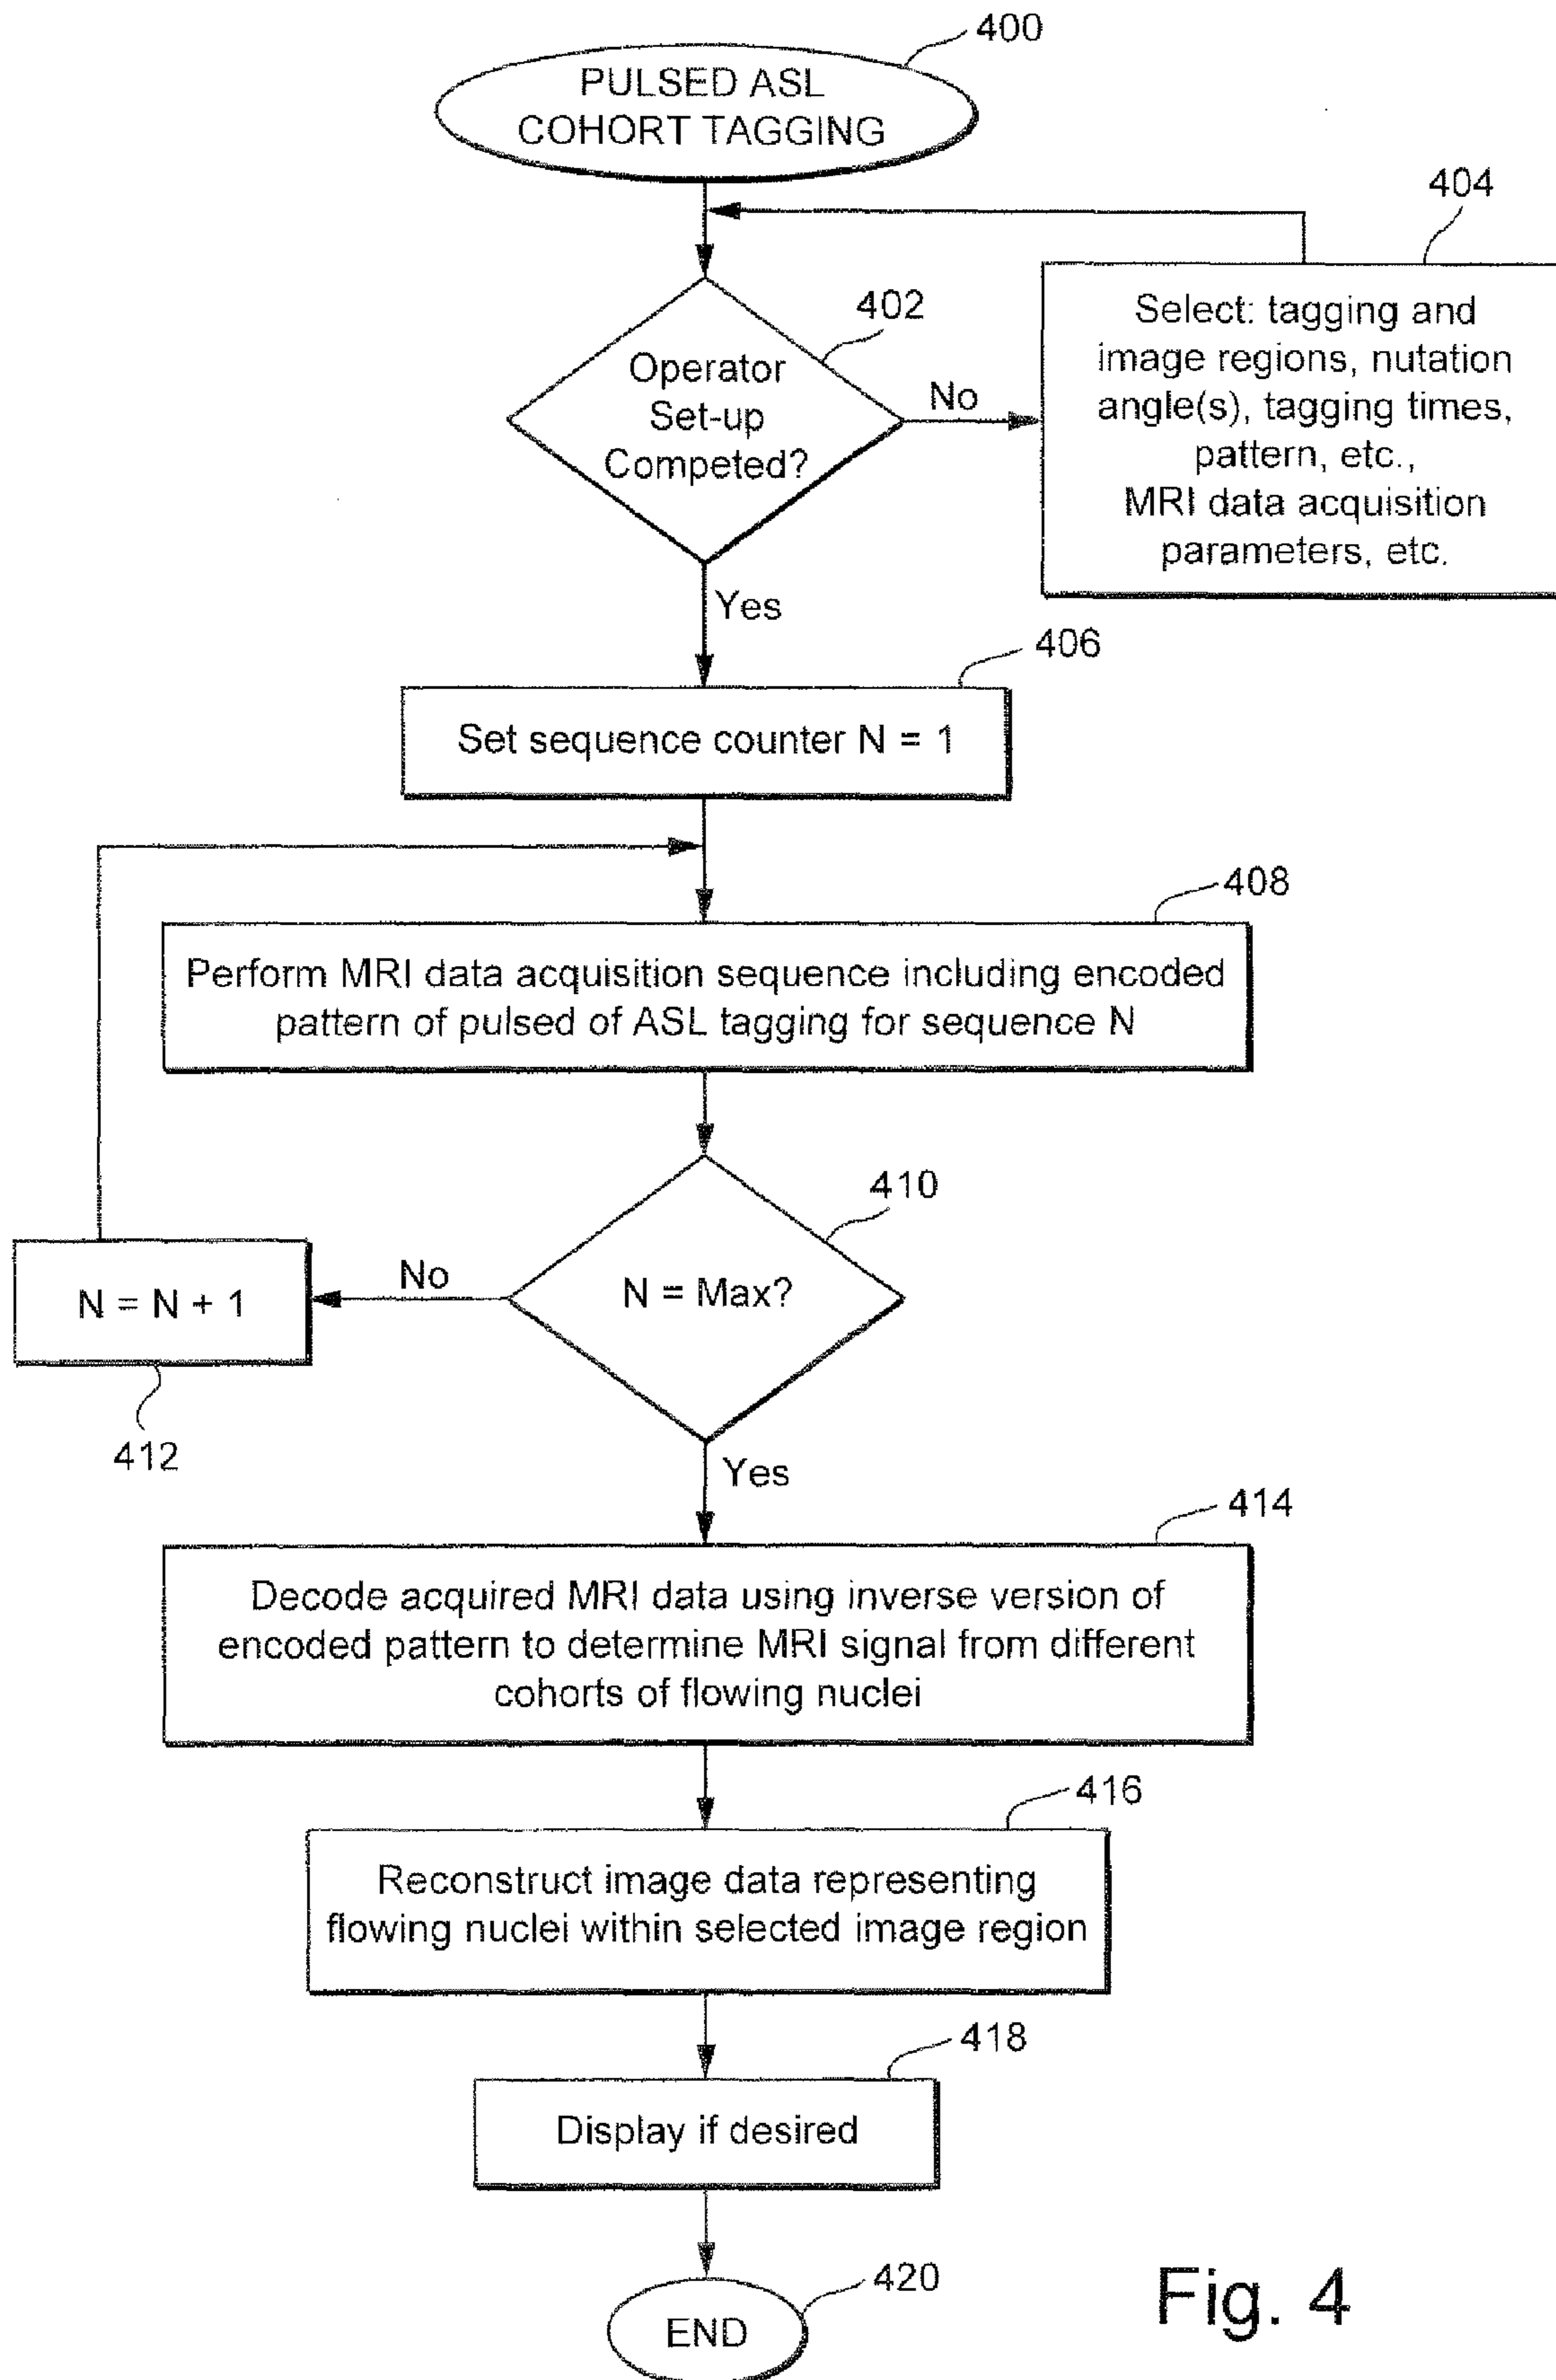 400
PULSED ASL
COHORT TAGGING
404
Select: tagging and
image regions, nutation
angle(s), tagging times,
pattern, etc.,
MRI data acquisition
parameters, etc.
402
Operator
Set-up
Competed?
No
Yes
406
Set sequence counter N = 1
408
Perform MRI data acquisition sequence including encoded
pattern of pulsed of ASL tagging for sequence N
410
N = Max?
No
N = N + 1
412
Yes
414
Decode acquired MRI data using inverse version of
encoded pattern to determine MRI signal from different
cohorts of flowing nuclei
416
Reconstruct image data representing
flowing nuclei within selected image region
418
Display if desired
420
END
Fig. 4